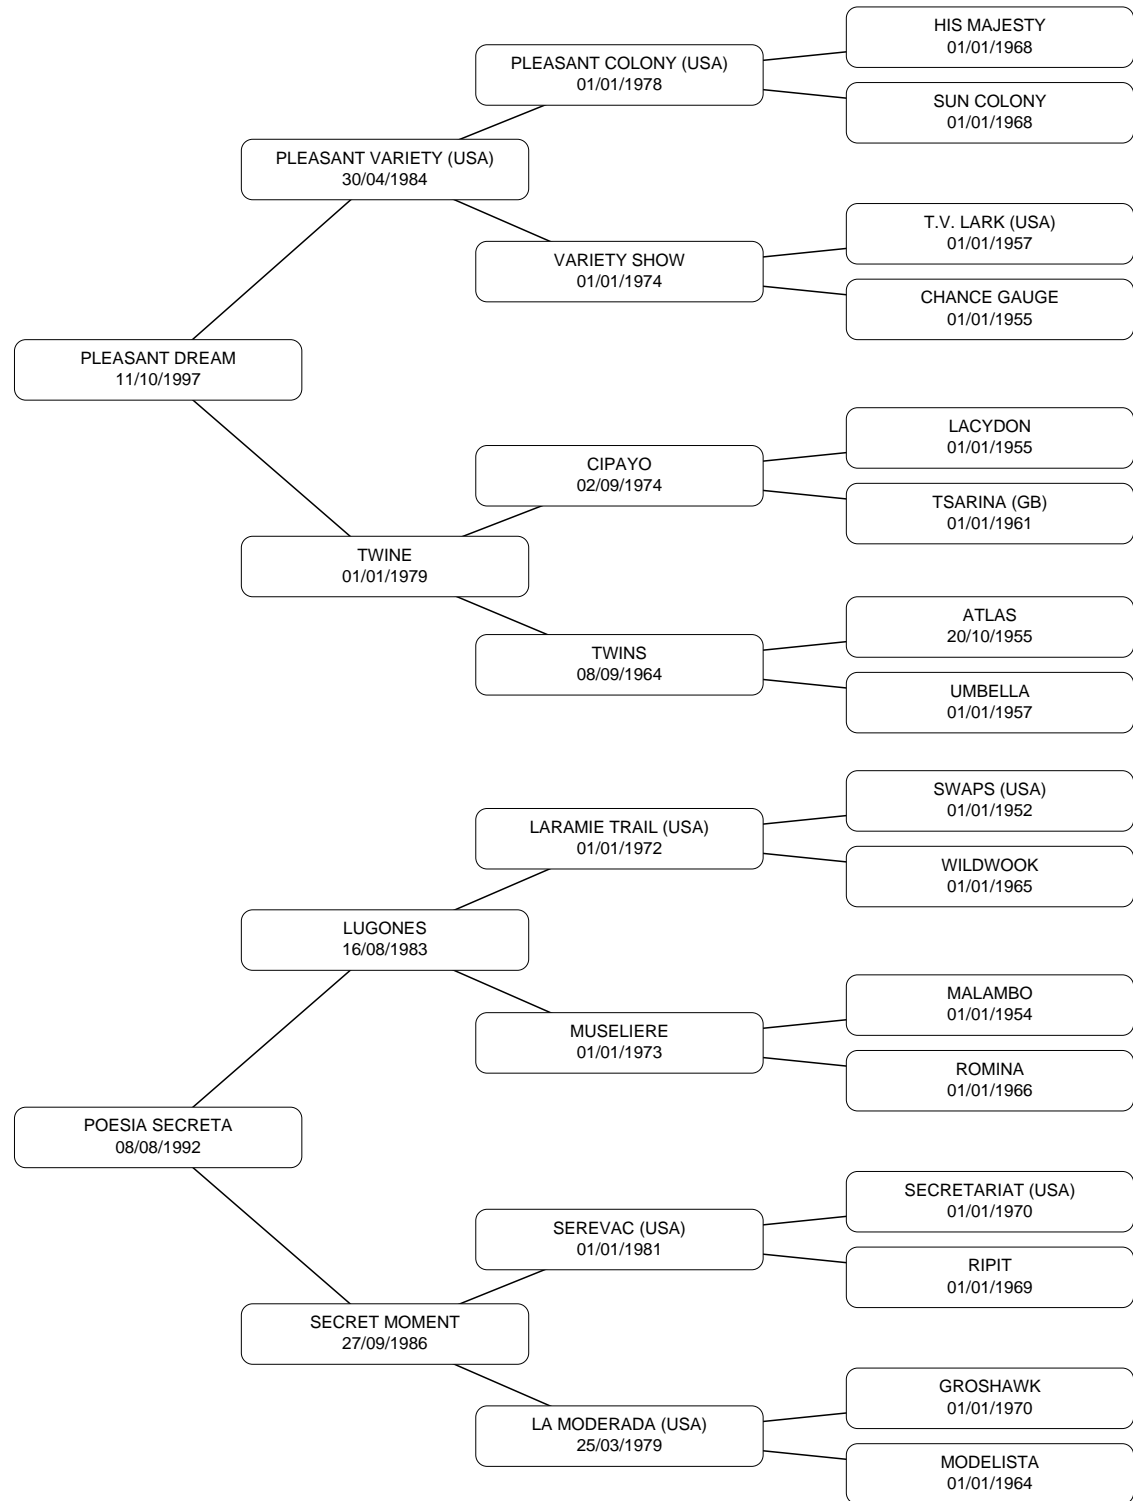 HIS MAJESTY
01/01/1968
PLEASANT COLONY (USA)
01/01/1978
SUN COLONY
01/01/1968
PLEASANT VARIETY (USA)
30/04/1984
T.V. LARK (USA)
01/01/1957
VARIETY SHOW
01/01/1974
CHANCE GAUGE
01/01/1955
PLEASANT DREAM
11/10/1997
LACYDON
01/01/1955
CIPAYO
02/09/1974
TSARINA (GB)
01/01/1961
TWINE
01/01/1979
ATLAS
20/10/1955
TWINS
08/09/1964
UMBELLA
01/01/1957
SWAPS (USA)
01/01/1952
LARAMIE TRAIL (USA)
01/01/1972
WILDWOOK
01/01/1965
LUGONES
16/08/1983
MALAMBO
01/01/1954
MUSELIERE
01/01/1973
ROMINA
01/01/1966
POESIA SECRETA
08/08/1992
SECRETARIAT (USA)
01/01/1970
SEREVAC (USA)
01/01/1981
RIPIT
01/01/1969
SECRET MOMENT
27/09/1986
GROSHAWK
01/01/1970
LA MODERADA (USA)
25/03/1979
MODELISTA
01/01/1964